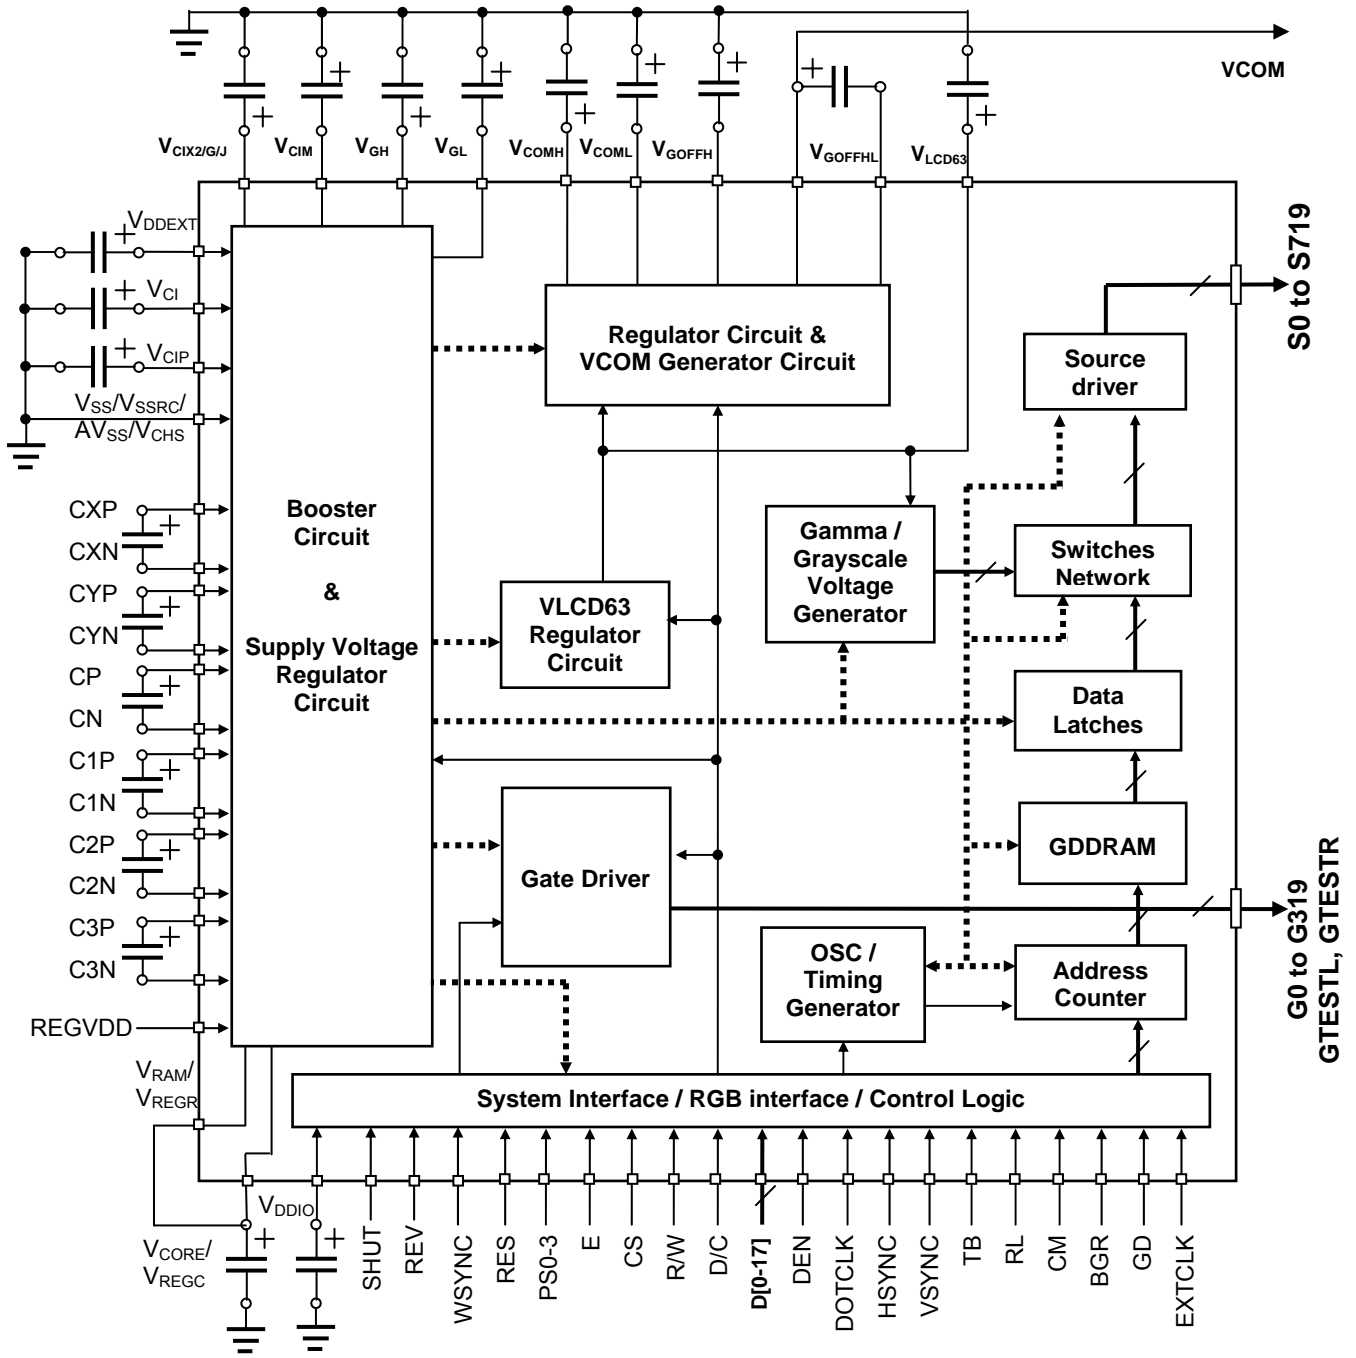 VCOM
VCIX2/G/J
VCIM
VGH
VGL
VCOMH
VCOML
VGOFFH
VGOFFHL
VLCD63
VDDEXT
VCI
VCIP
VSS/VSSRC/
AVSS/VCHS
CXP
CXN
CYP
CYN
CP
CN
C1P
C1N
C2P
C2N
C3P
C3N
REGVDD
VRAM/
VREGR
Booster
Circuit
&
Supply Voltage
Regulator
Circuit
Regulator Circuit &
VCOM Generator Circuit
VLCD63
Regulator
Circuit
Gamma /
Grayscale
Voltage
Generator
Source
driver
Switches
Network
Data
Latches
GDDRAM
Gate Driver
OSC /
Timing
Generator
Address
Counter
System Interface / RGB interface / Control Logic
S0 to S719
G0 to G319
GTESTL, GTESTR
VCORE/
VREGC
VDDIO
SHUT
REV
WSYNC
RES
PS0-3
E
CS
R/W
D/C
D[0-17]
DEN
DOTCLK
HSYNC
VSYNC
TB
RL
CM
BGR
GD
EXTCLK